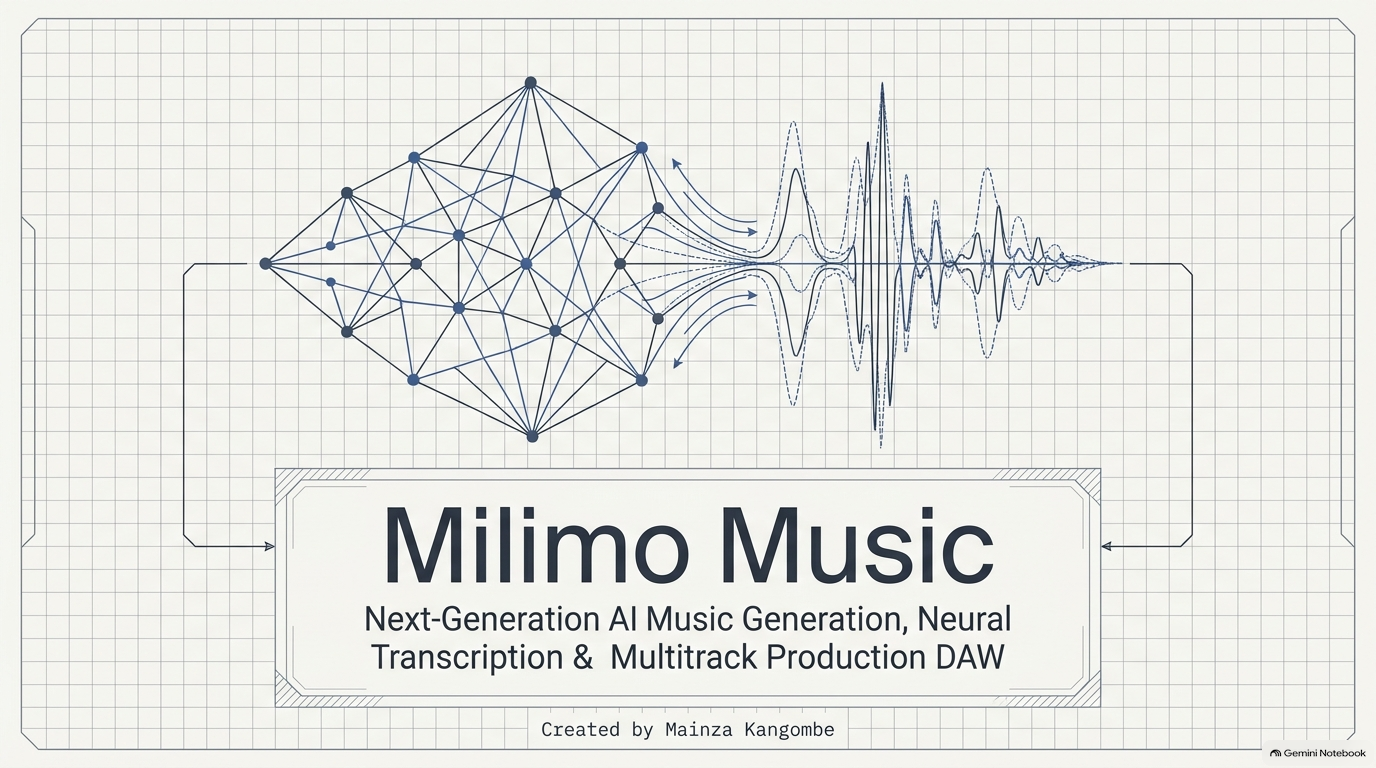 Milimo Music
Next-Generation AI Music Generation, Neural
Transcription & Multitrack Production DAW
Created by Mainza Kangombe
Gemini Notebook